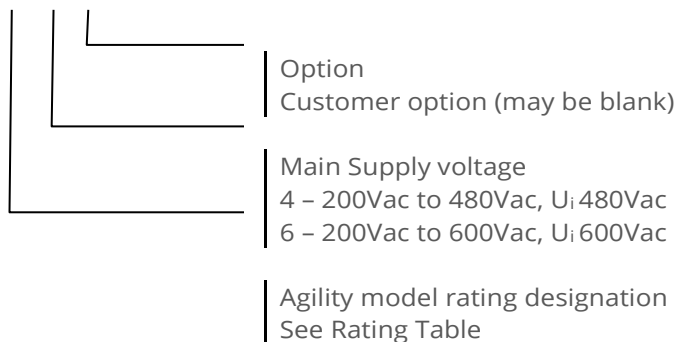 Option
Customer option (may be blank)
Main Supply voltage
4 – 200Vac to 480Vac, Ui 480Vac
6 – 200Vac to 600Vac, Ui 600Vac
Agility model rating designation
See Rating Table